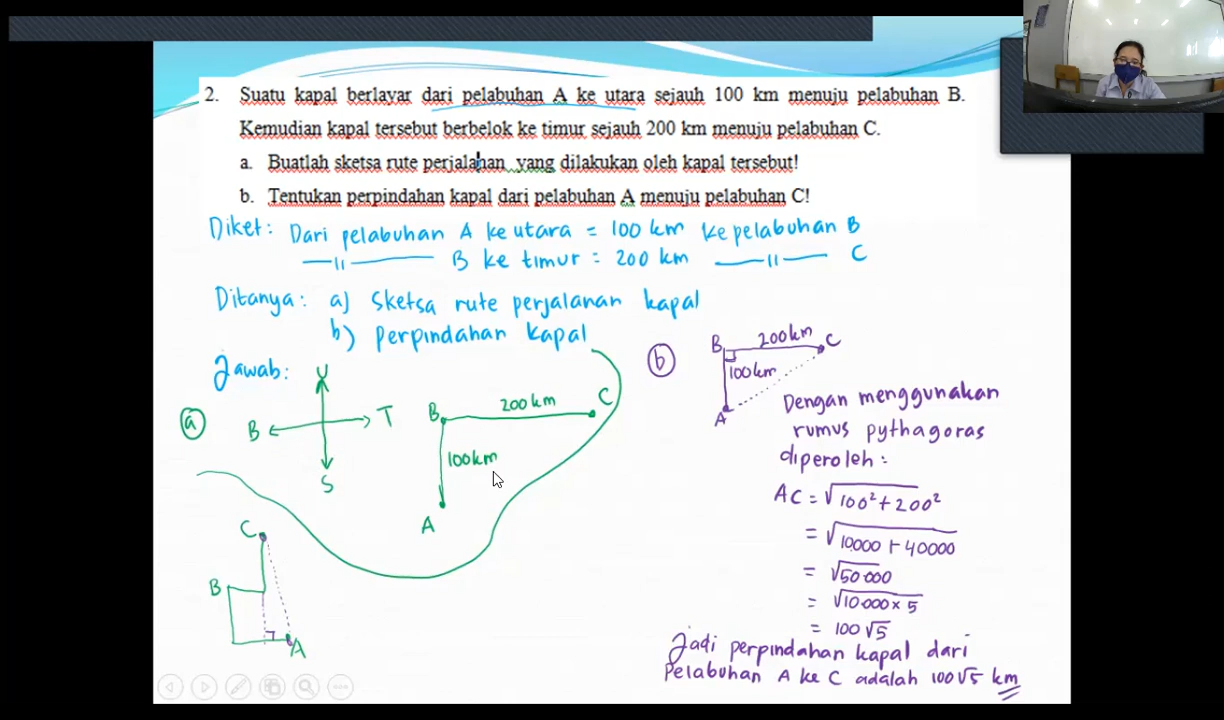 2. Suatu kapal berlayar dari pelabuhan A ke utara sejauh 100 km menuju pelabuhan B.
Kemudian kapal tersebut berbelok ke timur sejauh 200 km menuju pelabuhan C.
a. Buatlah sketsa rute perjalanan yang dilakukan oleh kapal tersebut!
b. Tentukan perpindahan kapal dari pelabuhan A menuju pelabuhan C!
Diket: Dari pelabuhan A ke utara = 100 km ke pelabuhan B
—〃— B ke timur = 200 km —〃— C
Ditanya: a) Sketsa rute perjalanan kapal
b) Perpindahan kapal
Jawab:
a
U
B T
S
B 200 km C
100 km
A
C
B
A
b
B 200 km C
100 km
A
Dengan menggunakan
rumus pythagoras
diperoleh:
AC = √100² + 200²
= √10000 + 40000
= √50000
= √10000 x 5
= 100√5
Jadi perpindahan kapal dari
Pelabuhan A ke C adalah 100√5 km